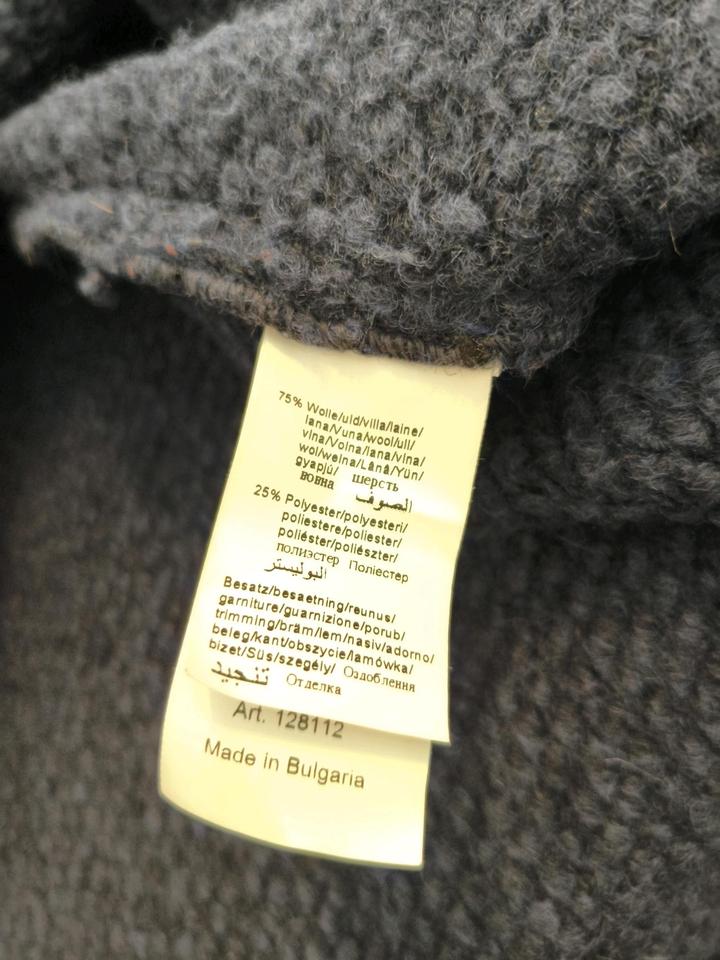 75% Wolle/uld/villa/laine/
lana/Vuna/wool/ull/
vlna/Volna/lana/vlna/
wol/wełna/Lână/Yün/
gyapjú/ шерсть
вовна الصوف
25% Polyester/polyesteri/
poliestere/poliester/
poliéster/poliészter/
полиэстер Поліестер
البوليستر
Besatz/besaetning/reunus/
garniture/guarnizione/porub/
trimming/bräm/lem/nasiv/adorno/
beleg/kant/obszycie/lamówka/
bizet/Süs/szegély/ Оздоблення
تنجيد Отделка
Art. 128112
Made in Bulgaria